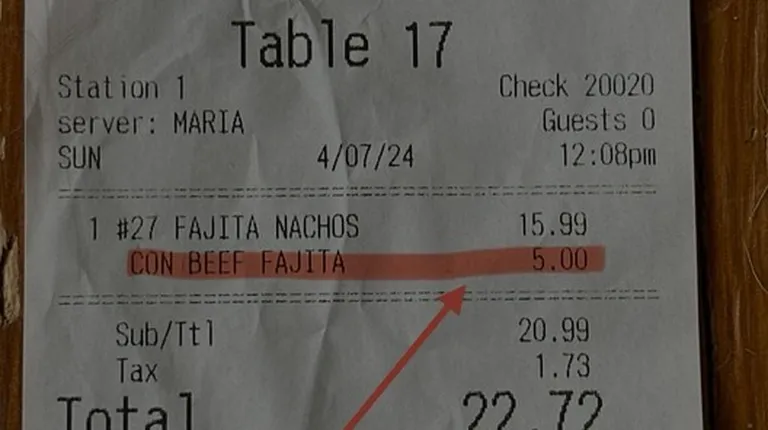 Table 17
Station 1 Check 20020
server: MARIA Guests 0
SUN 4/07/24 12:08pm
1 #27 FAJITA NACHOS 15.99
CON BEEF FAJITA 5.00
Sub/Ttl 20.99
Tax 1.73
Total 22.72